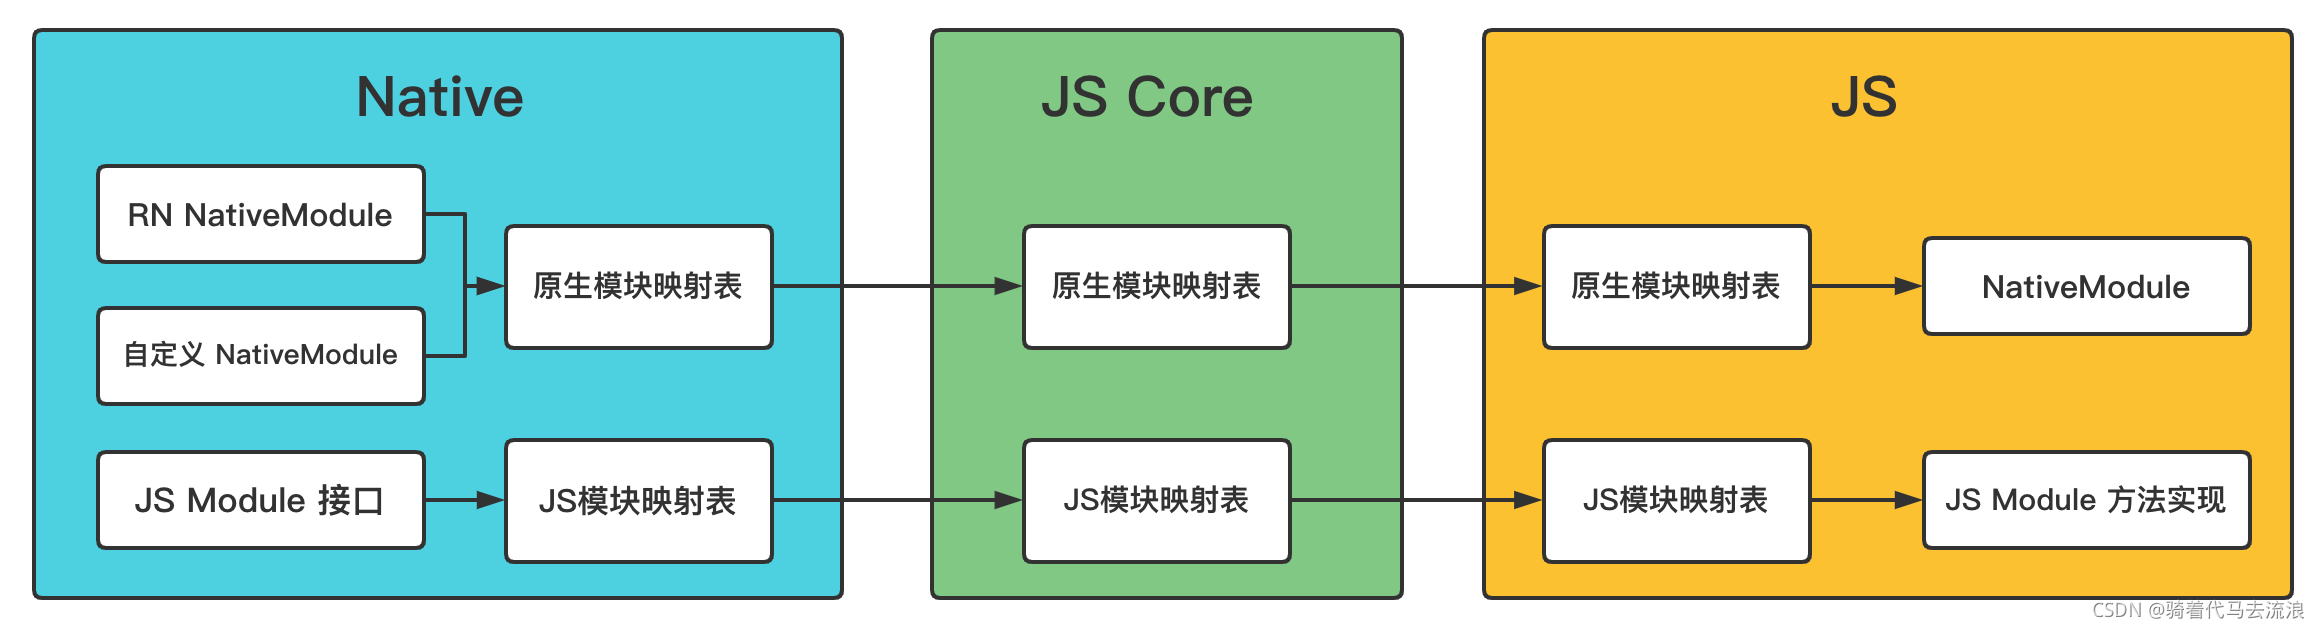 Native
JS Core
JS
RN NativeModule
自定义 NativeModule
原生模块映射表
原生模块映射表
原生模块映射表
NativeModule
JS Module 接口
JS模块映射表
JS模块映射表
JS模块映射表
JS Module 方法实现
CSDN @骑着代马去流浪